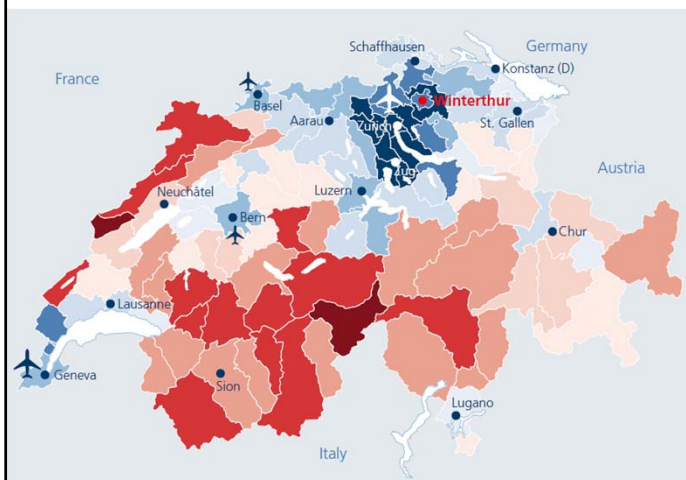 Schaffhausen
Germany
France
Konstanz (D)
Basel
Winterthur
Aarau
Zurich
St. Gallen
Zug
Austria
Neuchâtel
Luzern
Bern
Chur
Lausanne
Geneva
Sion
Lugano
Italy